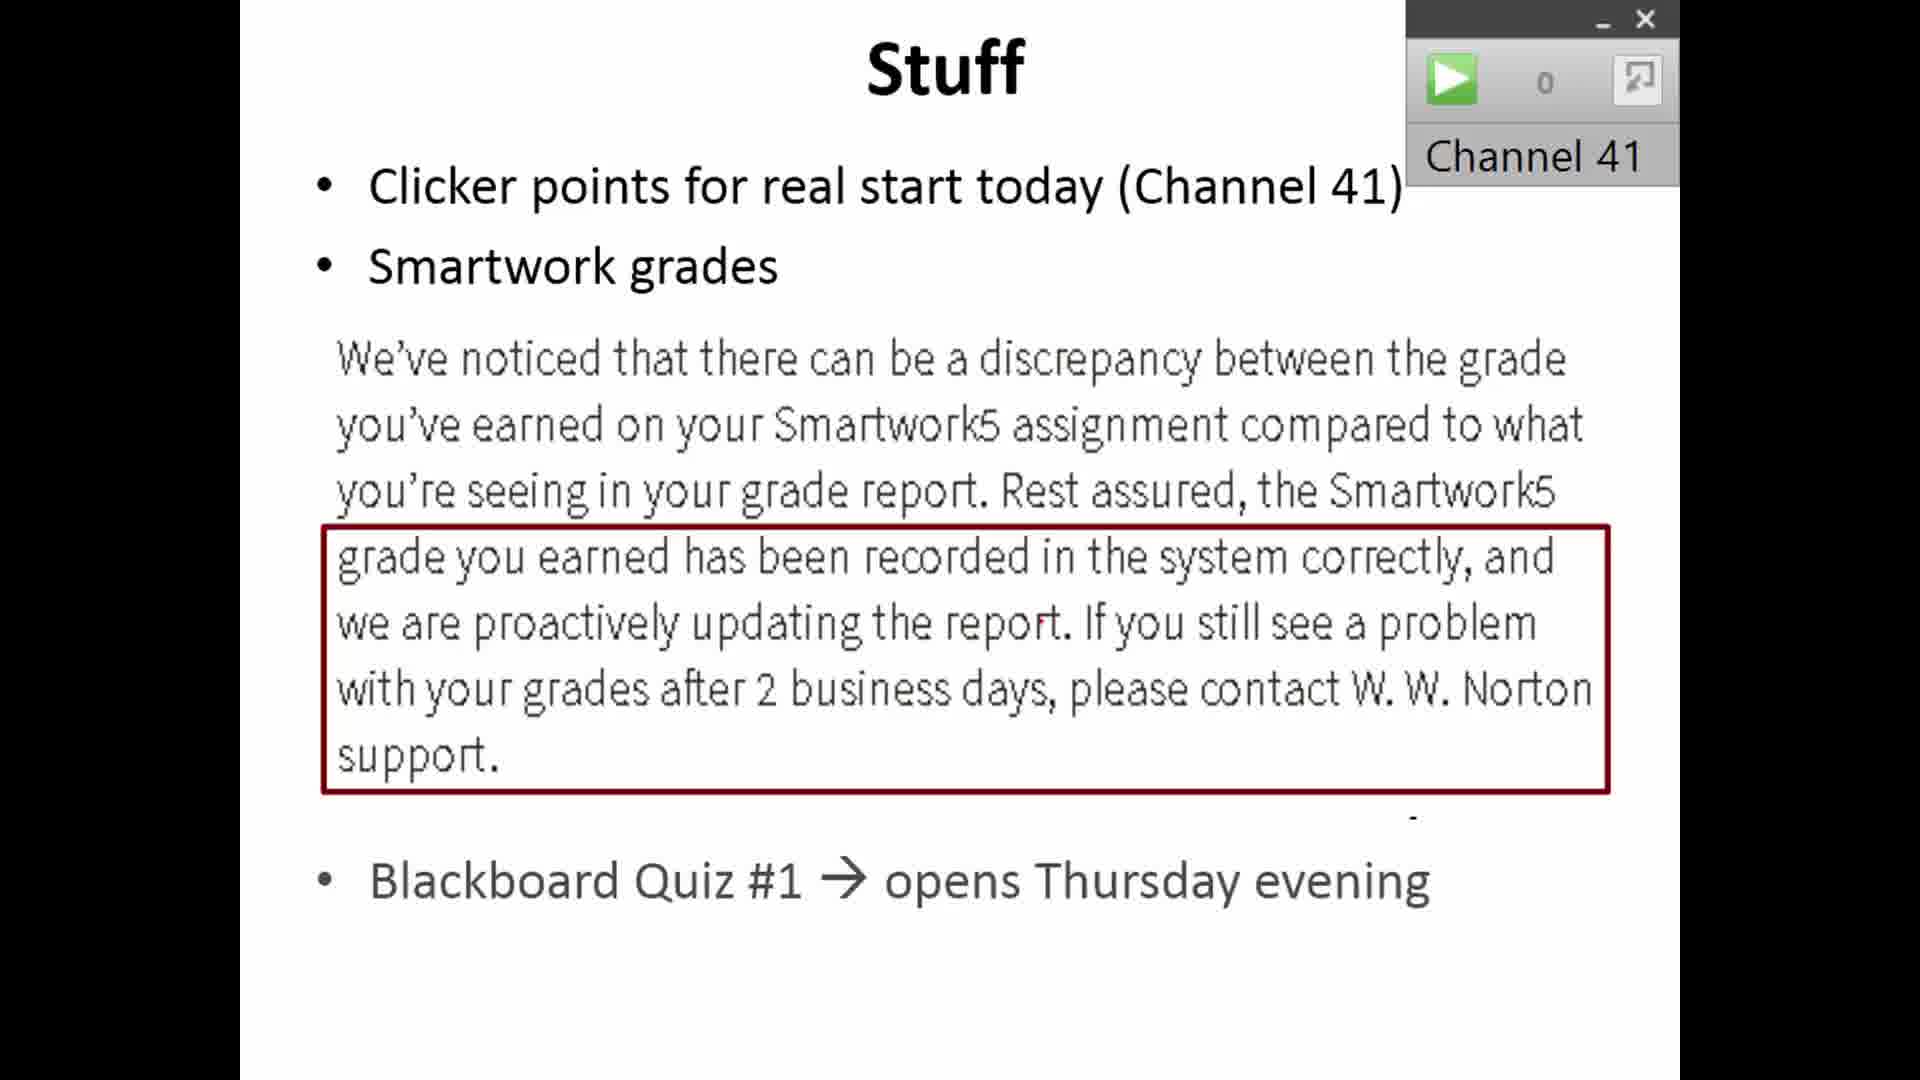 Stuff
0
Channel 41
• Clicker points for real start today (Channel 41)
• Smartwork grades
We've noticed that there can be a discrepancy between the grade
you've earned on your Smartwork5 assignment compared to what
you're seeing in your grade report. Rest assured, the Smartwork5
grade you earned has been recorded in the system correctly, and
we are proactively updating the report. If you still see a problem
with your grades after 2 business days, please contact W. W. Norton
support.
• Blackboard Quiz #1 → opens Thursday evening